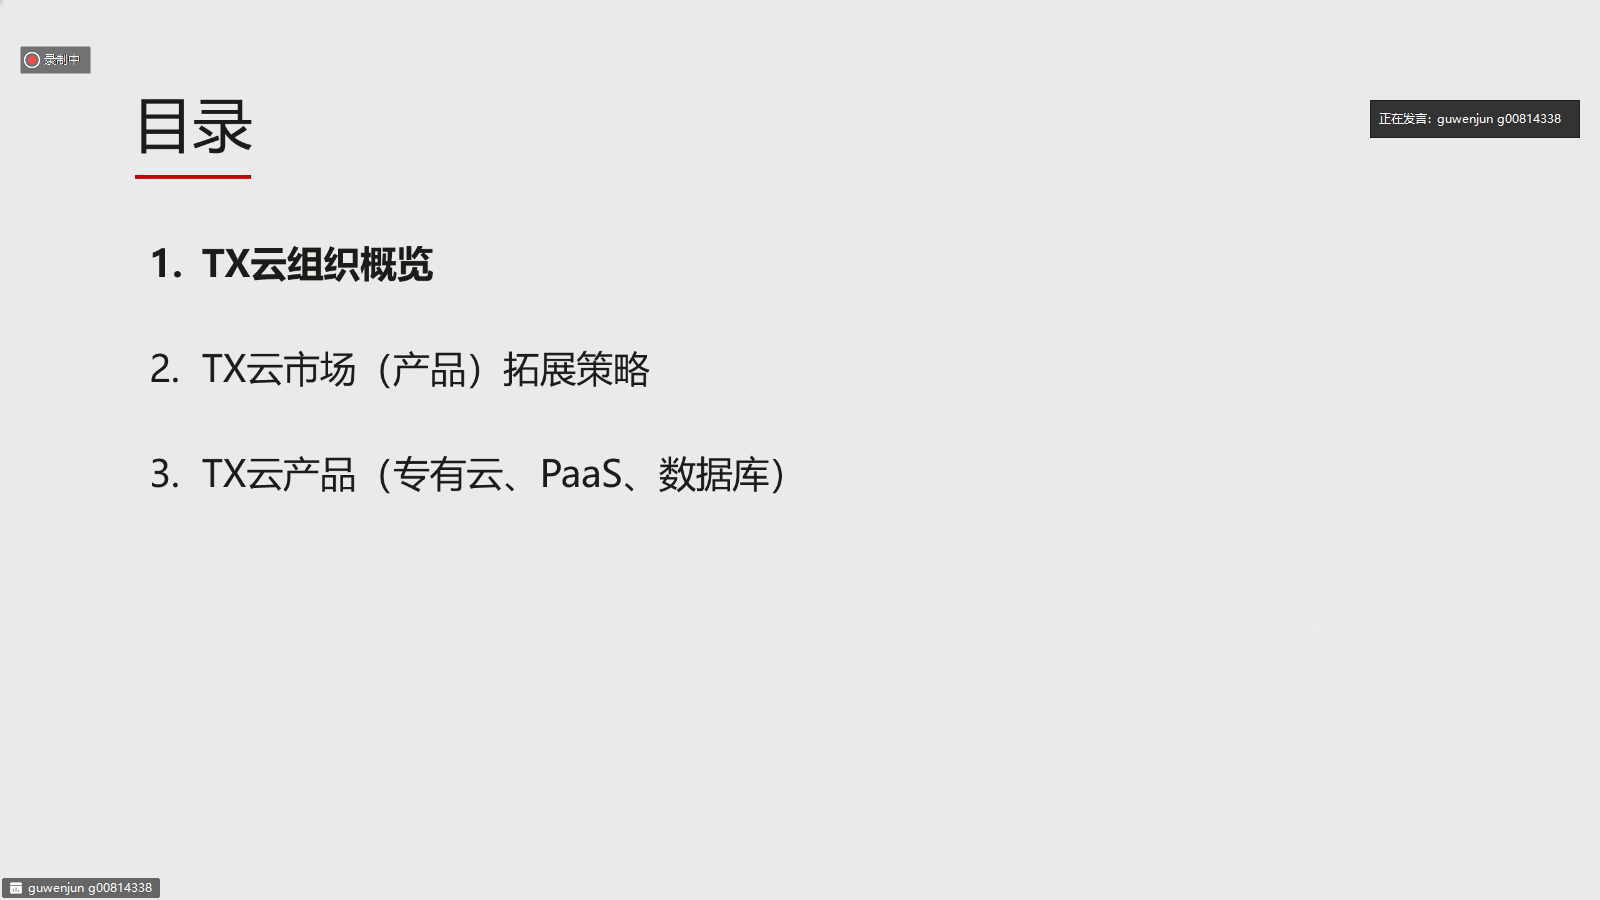 录制中
目录
正在发言：guwenjun g00814338
1. TX云组织概览
2. TX云市场（产品）拓展策略
3. TX云产品（专有云、PaaS、数据库）
guwenjun g00814338